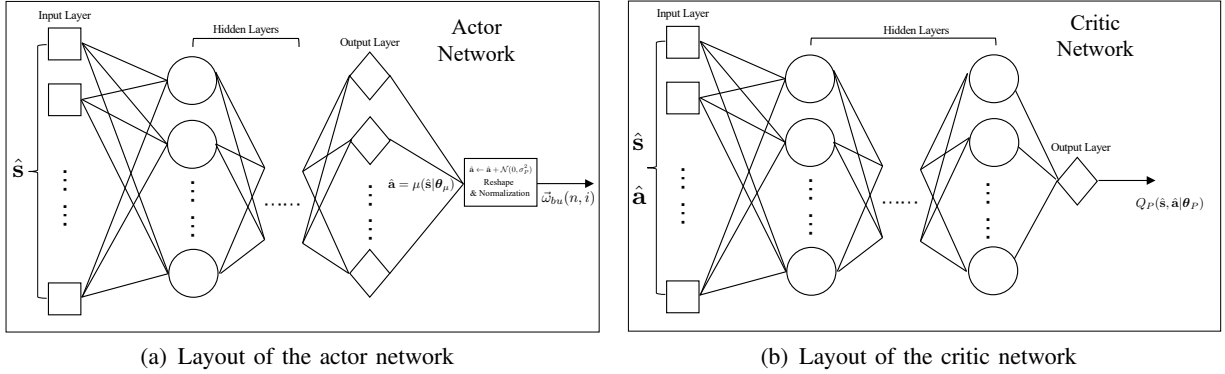 Input Layer
Hidden Layers
Output Layer
Actor
Network
ŝ
......
â = μ(ŝ|θ_μ)
â ← â + 𝒩(0, σ_P^2)
Reshape
& Normalization
ω⃗_{bu}(n, i)
(a) Layout of the actor network
Input Layer
Hidden Layers
Critic
Network
Output Layer
ŝ
â
......
Q_P(ŝ, â|θ_P)
(b) Layout of the critic network